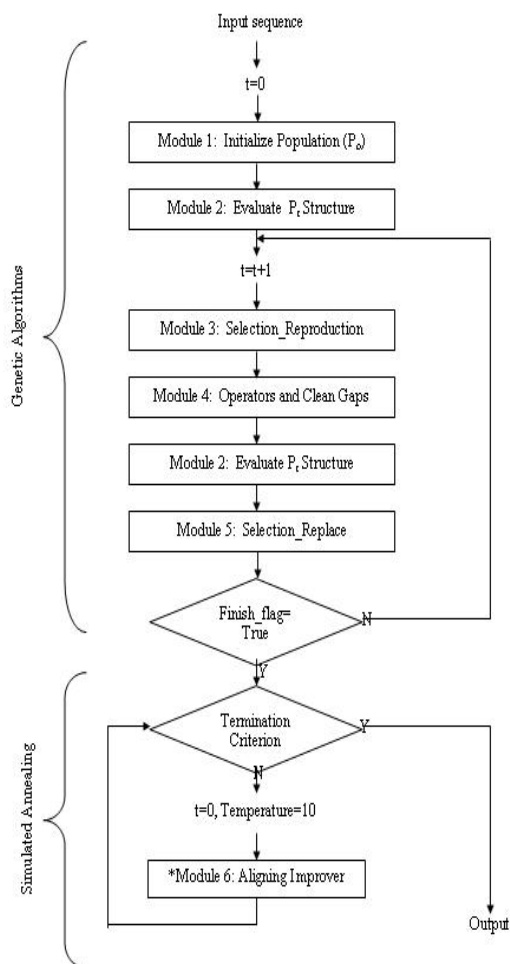 Input sequence
t=0
Module 1: Initialize Population (P₀)
Module 2: Evaluate Pₜ Structure
t=t+1
Module 3: Selection_Reproduction
Module 4: Operators and Clean Gaps
Module 2: Evaluate Pₜ Structure
Module 5: Selection_Replace
Finish_flag=
True
N
Y
Genetic Algorithms
Termination
Criterion
Y
N
t=0, Temperature=10
*Module 6: Aligning Improver
Output
Simulated Annealing